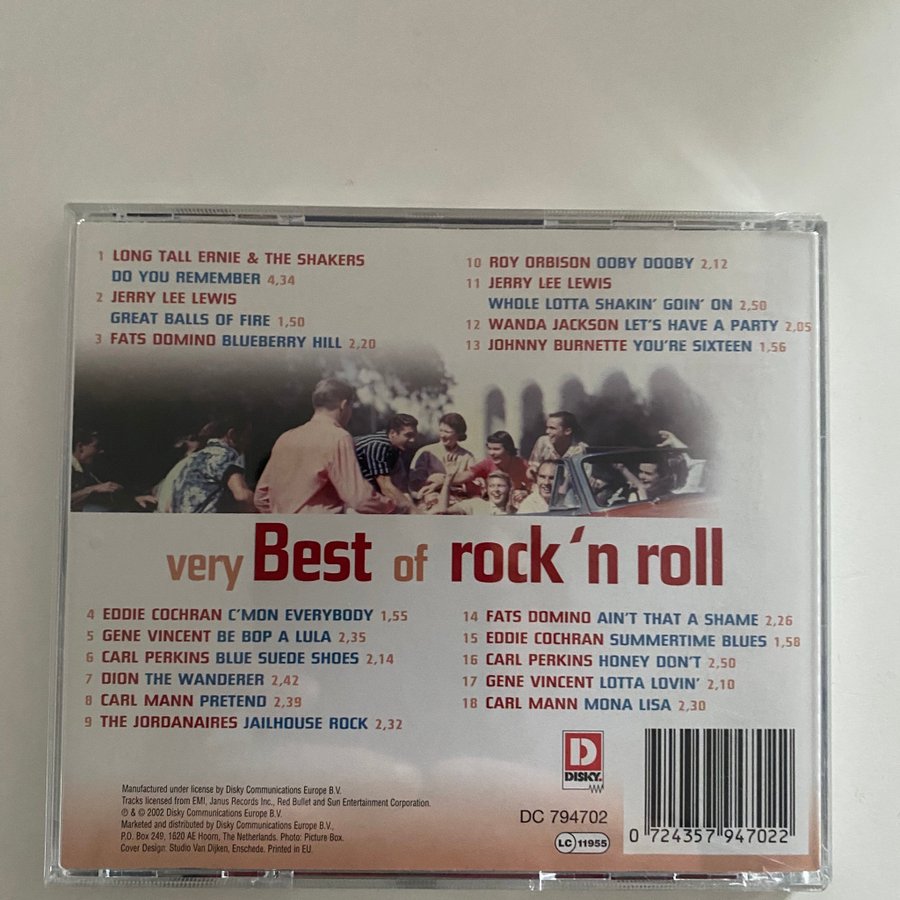 1 LONG TALL ERNIE & THE SHAKERS
DO YOU REMEMBER 4,34
2 JERRY LEE LEWIS
GREAT BALLS OF FIRE 1,50
3 FATS DOMINO BLUEBERRY HILL 2,20
10 ROY ORBISON OOBY DOOBY 2,12
11 JERRY LEE LEWIS
WHOLE LOTTA SHAKIN' GOIN' ON 2,50
12 WANDA JACKSON LET'S HAVE A PARTY 2,05
13 JOHNNY BURNETTE YOU'RE SIXTEEN 1,56
very Best of rock 'n roll
4 EDDIE COCHRAN C'MON EVERYBODY 1,55
5 GENE VINCENT BE BOP A LULA 2,35
6 CARL PERKINS BLUE SUEDE SHOES 2,14
7 DION THE WANDERER 2,42
8 CARL MANN PRETEND 2,39
9 THE JORDANAIRES JAILHOUSE ROCK 2,32
14 FATS DOMINO AIN'T THAT A SHAME 2,26
15 EDDIE COCHRAN SUMMERTIME BLUES 1,58
16 CARL PERKINS HONEY DON'T 2,50
17 GENE VINCENT LOTTA LOVIN' 2,10
18 CARL MANN MONA LISA 2,30
Manufactured under license by Disky Communications Europe B.V.
Tracks licensed from EMI, Janus Records Inc., Red Bullet and Sun Entertainment Corporation.
℗ & © 2002 Disky Communications Europe B.V.
Marketed and distributed by Disky Communications Europe B.V.,
P.O. Box 249, 1620 AE Hoorn, The Netherlands. Photo: Picture Box.
Cover Design: Studio Van Dijken, Enschede. Printed in EU.
D
DISKY.
DC 794702
LC 11955
0 724357 947022